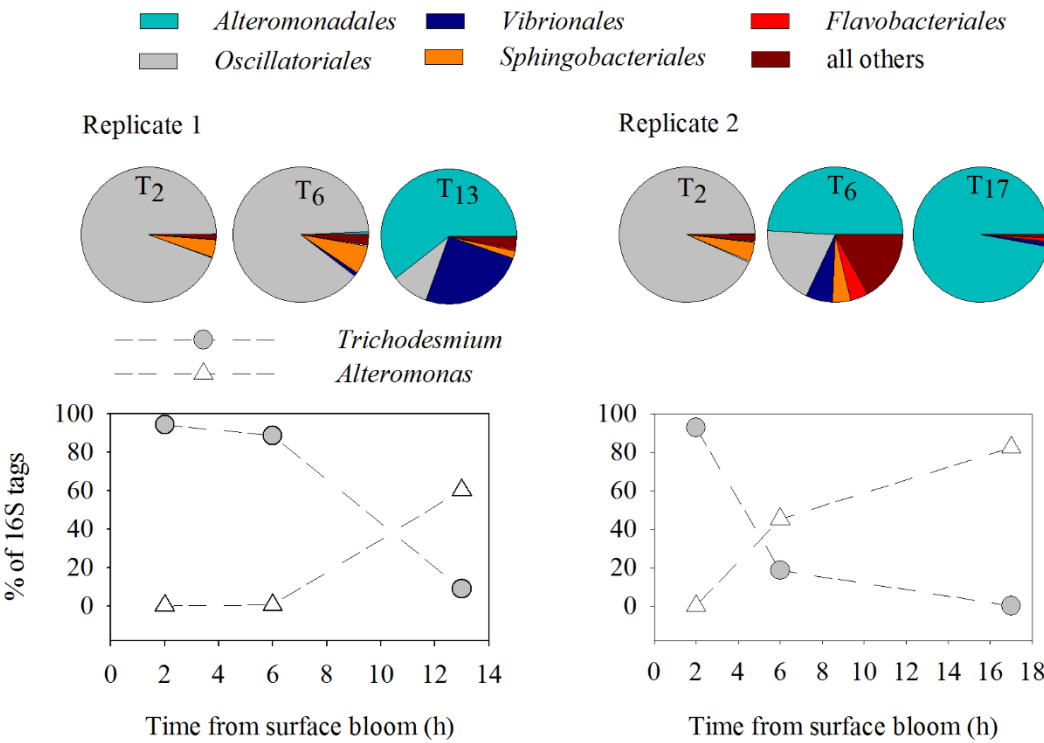 Alteromonadales Vibrionales Flavobacteriales
Oscillatoriales Sphingobacteriales all others
Replicate 1 Replicate 2
T2 T6 T13 T2 T6 T17
Trichodesmium
Alteromonas
% of 16S tags
100
80
60
40
20
0
0 2 4 6 8 10 12 14
Time from surface bloom (h)
100
80
60
40
20
0
0 2 4 6 8 10 12 14 16 18
Time from surface bloom (h)